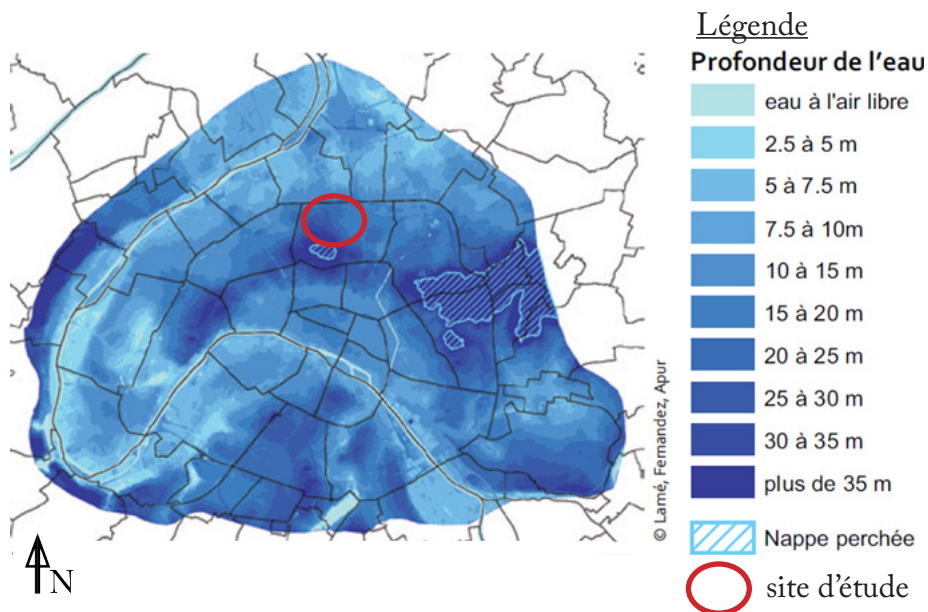 Légende
Profondeur de l'eau
eau à l'air libre
2.5 à 5 m
5 à 7.5 m
7.5 à 10m
10 à 15 m
15 à 20 m
20 à 25 m
25 à 30 m
30 à 35 m
plus de 35 m
Nappe perchée
site d'étude
© Lamé, Fernandez, Apur
N